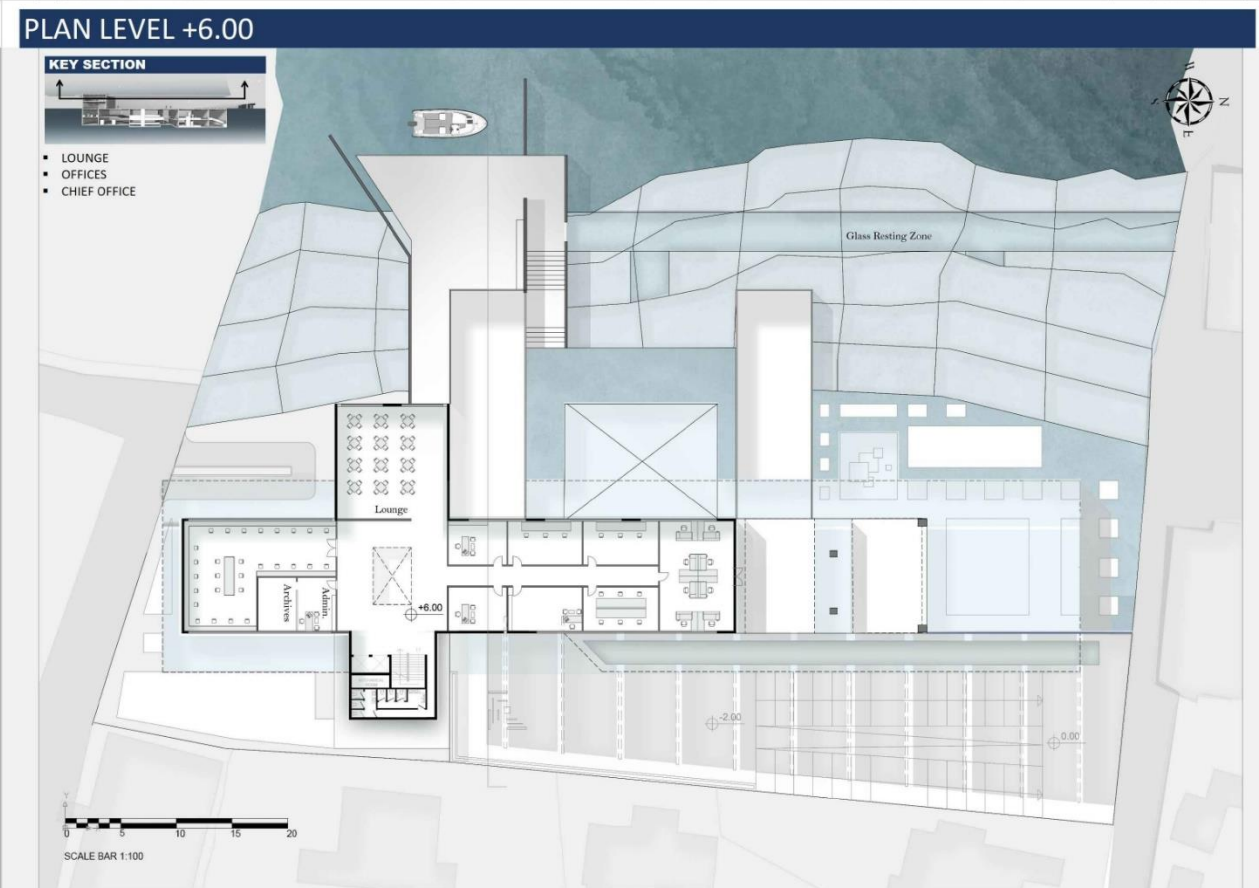 PLAN LEVEL +6.00
KEY SECTION
LOUNGE
OFFICES
CHIEF OFFICE
N
E
Glass Resting Zone
Lounge
Archives
Admin.
+6.00
-2.00
0.00
Y
0 5 10 15 20
SCALE BAR 1:100